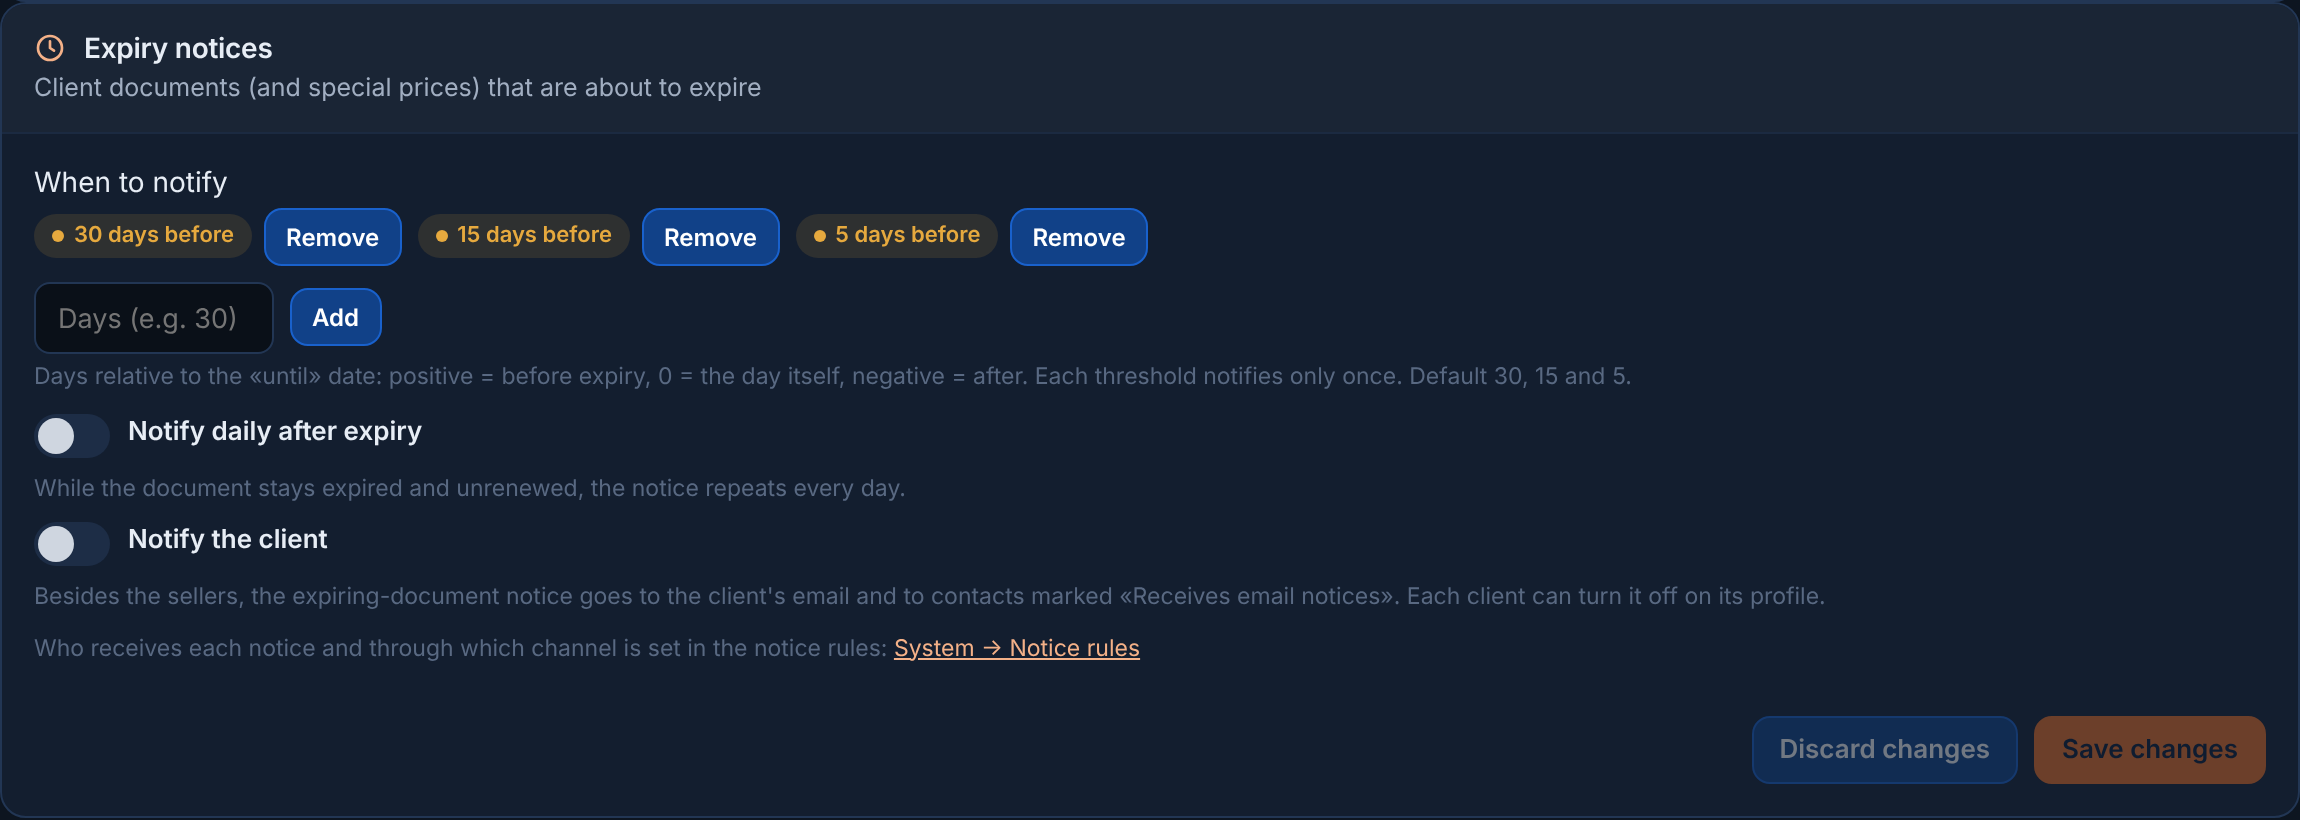 Expiry notices
Client documents (and special prices) that are about to expire
When to notify
30 days before Remove 15 days before Remove 5 days before Remove
Days (e.g. 30) Add
Days relative to the «until» date: positive = before expiry, 0 = the day itself, negative = after. Each threshold notifies only once. Default 30, 15 and 5.
Notify daily after expiry
While the document stays expired and unrenewed, the notice repeats every day.
Notify the client
Besides the sellers, the expiring-document notice goes to the client's email and to contacts marked «Receives email notices». Each client can turn it off on its profile.
Who receives each notice and through which channel is set in the notice rules: System → Notice rules
Discard changes Save changes